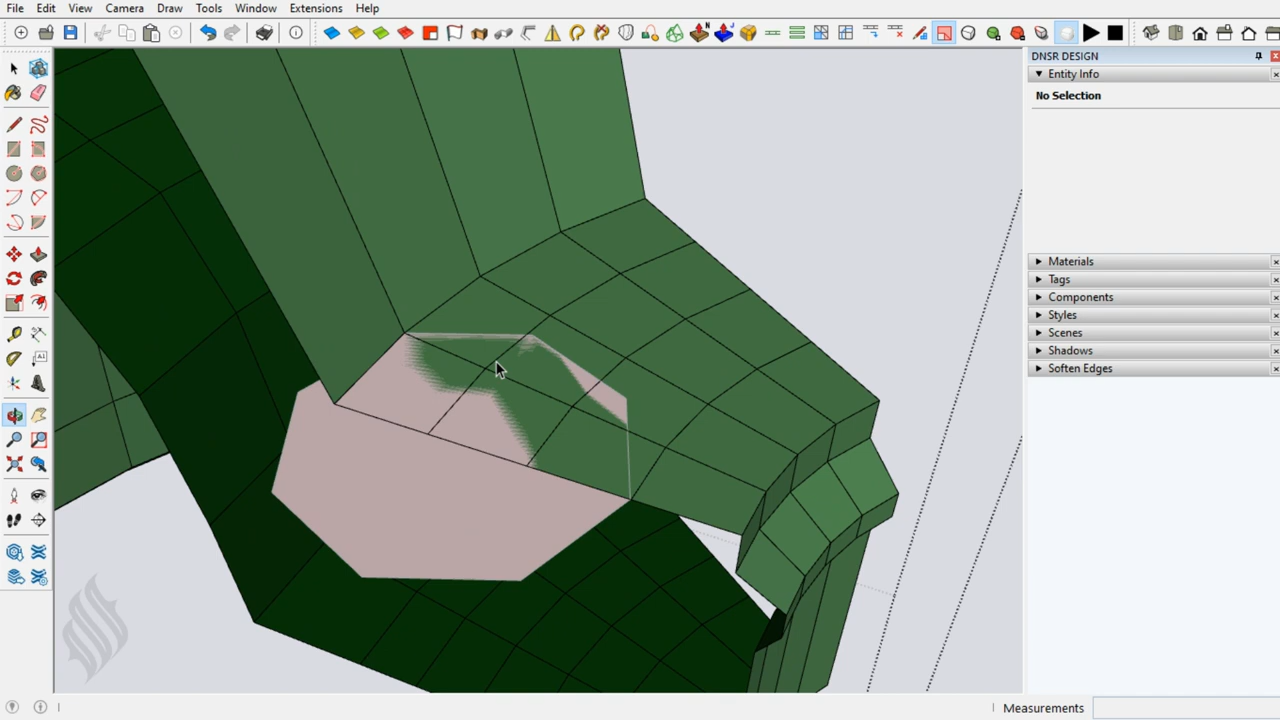 File Edit View Camera Draw Tools Window Extensions Help
DNSR DESIGN
Entity Info
No Selection
Materials
Tags
Components
Styles
Scenes
Shadows
Soften Edges
Measurements